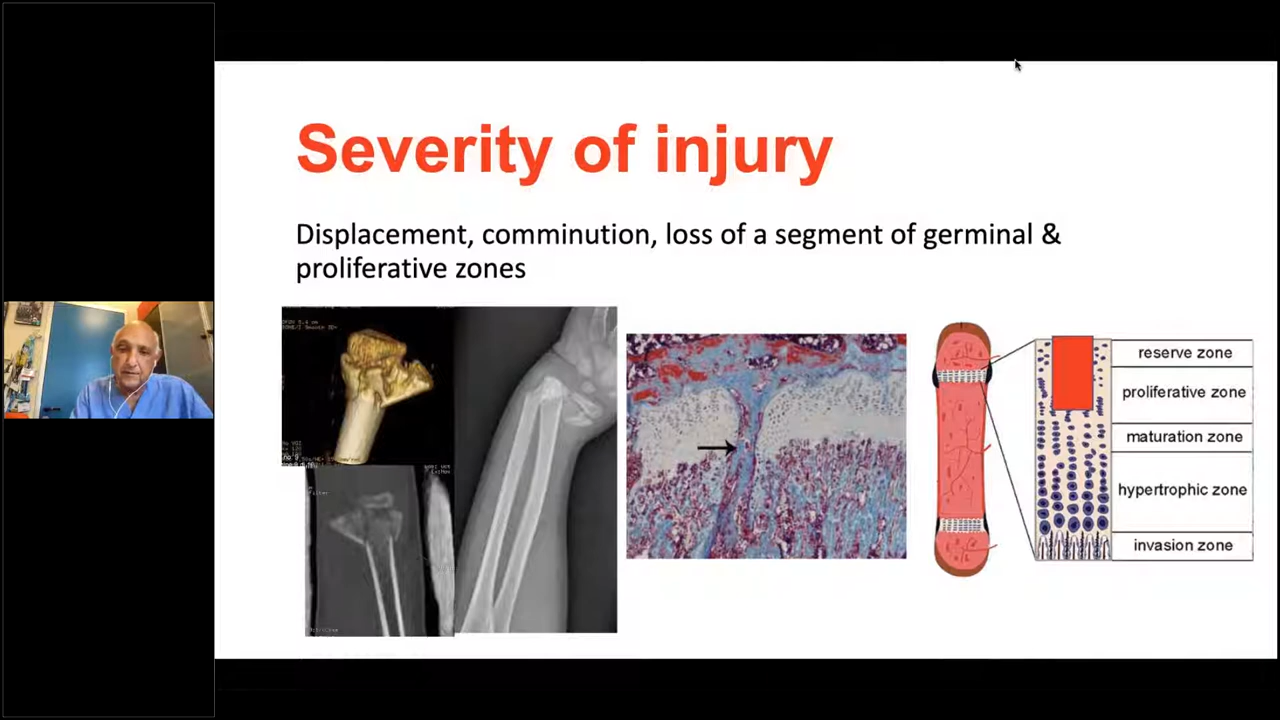 Severity of injury
Displacement, comminution, loss of a segment of germinal &
proliferative zones
reserve zone
proliferative zone
maturation zone
hypertrophic zone
invasion zone